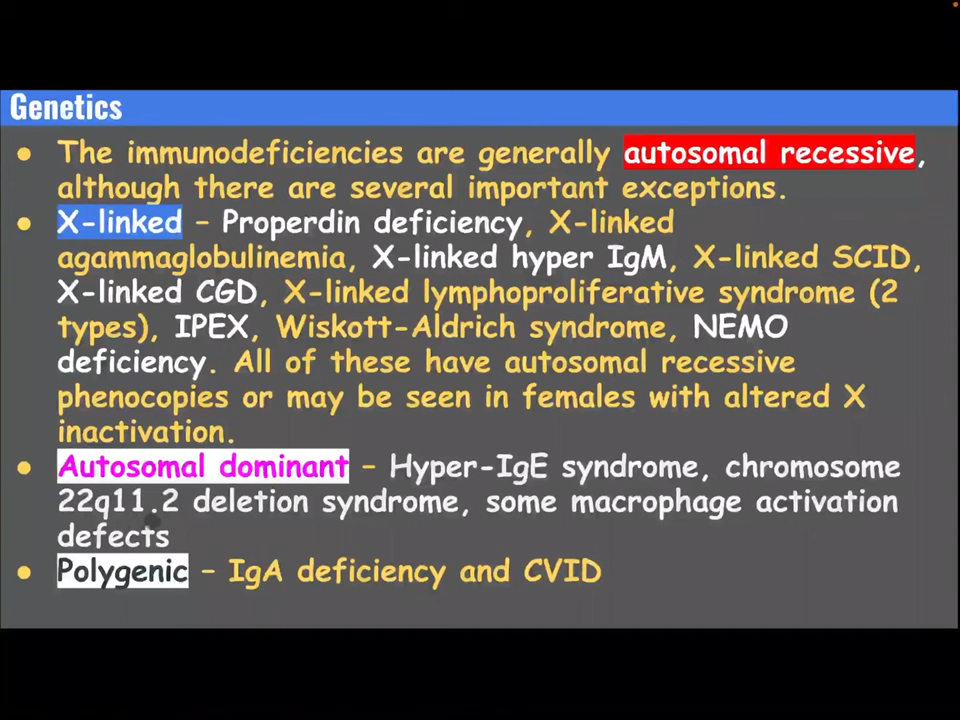 Genetics
● The immunodeficiencies are generally autosomal recessive,
although there are several important exceptions.
● X-linked – Properdin deficiency, X-linked
agammaglobulinemia, X-linked hyper IgM, X-linked SCID,
X-linked CGD, X-linked lymphoproliferative syndrome (2
types), IPEX, Wiskott-Aldrich syndrome, NEMO
deficiency. All of these have autosomal recessive
phenocopies or may be seen in females with altered X
inactivation.
● Autosomal dominant – Hyper-IgE syndrome, chromosome
22q11.2 deletion syndrome, some macrophage activation
defects
● Polygenic – IgA deficiency and CVID